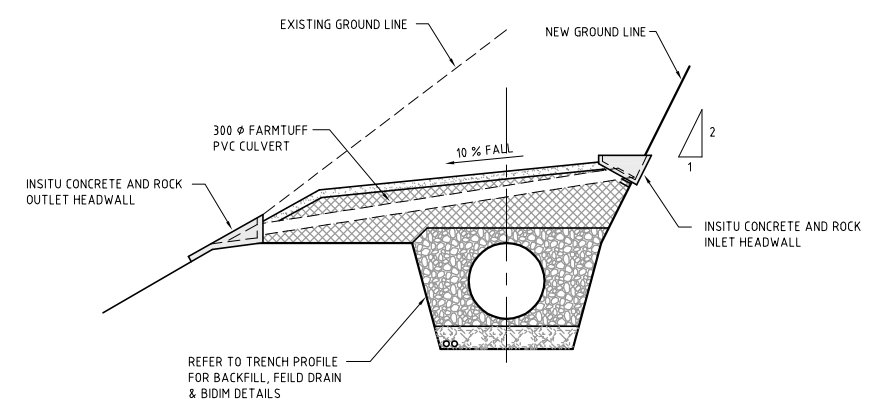 EXISTING GROUND LINE
NEW GROUND LINE
300 Ø FARMTUFF
PVC CULVERT
10 % FALL
2
1
INSITU CONCRETE AND ROCK
OUTLET HEADWALL
INSITU CONCRETE AND ROCK
INLET HEADWALL
REFER TO TRENCH PROFILE
FOR BACKFILL, FEILD DRAIN
& BIDIM DETAILS